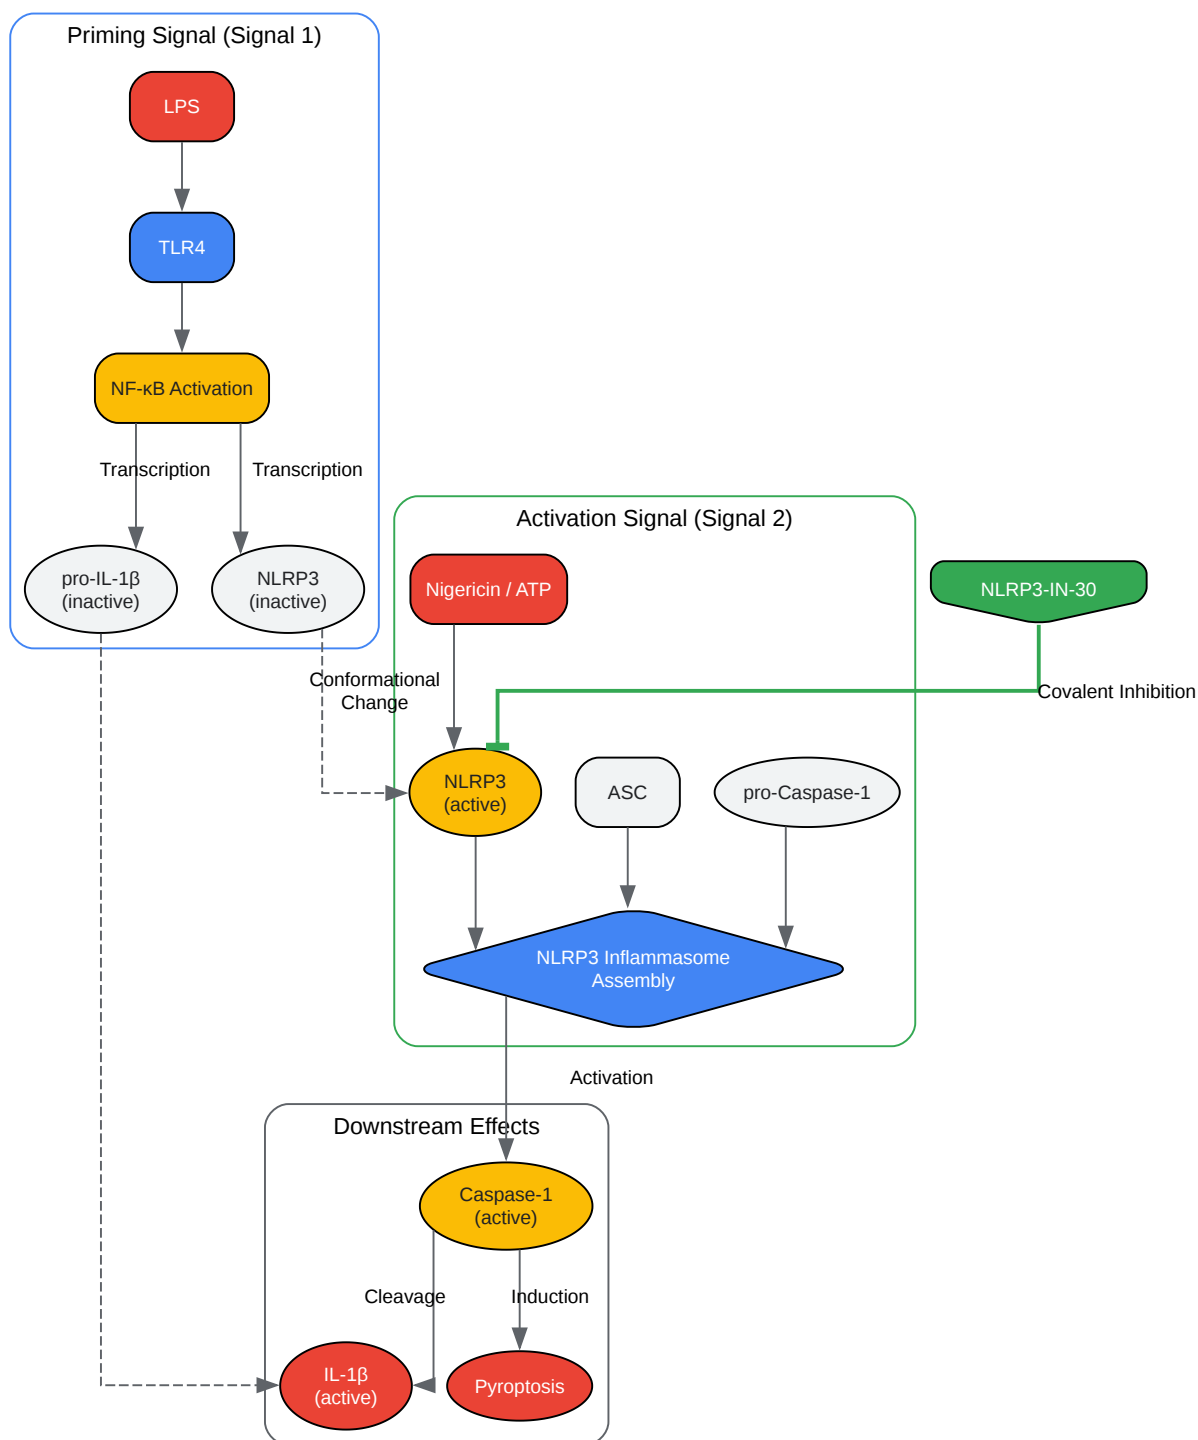 Priming Signal (Signal 1)
LPS
TLR4
NF-κB Activation
Transcription
Transcription
pro-IL-1β
(inactive)
NLRP3
(inactive)
Activation Signal (Signal 2)
Nigericin / ATP
NLRP3-IN-30
Conformational
Change
Covalent Inhibition
NLRP3
(active)
ASC
pro-Caspase-1
NLRP3 Inflammasome
Assembly
Activation
Downstream Effects
Caspase-1
(active)
Cleavage
Induction
IL-1β
(active)
Pyroptosis